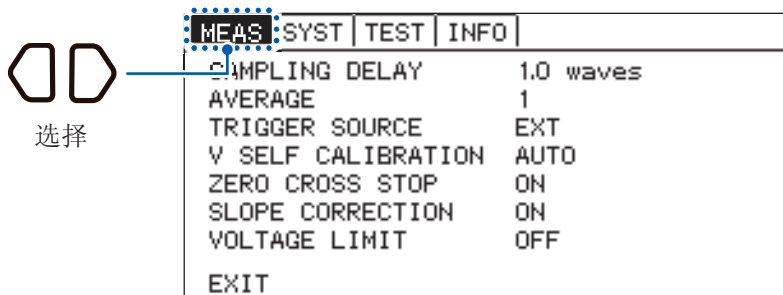 MEAS SYST TEST INFO
SAMPLING DELAY 1.0 waves
AVERAGE 1
TRIGGER SOURCE EXT
V SELF CALIBRATION AUTO
ZERO CROSS STOP ON
SLOPE CORRECTION ON
VOLTAGE LIMIT OFF
EXIT
选择